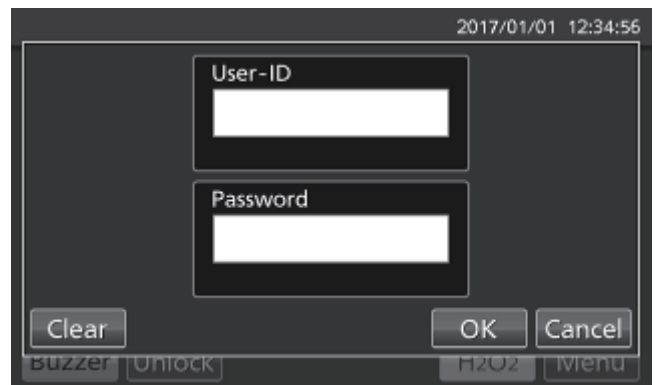 2017/01/01 12:34:56
User-ID
Password
Clear OK Cancel
Buzzer Unlock H2O2 Menu